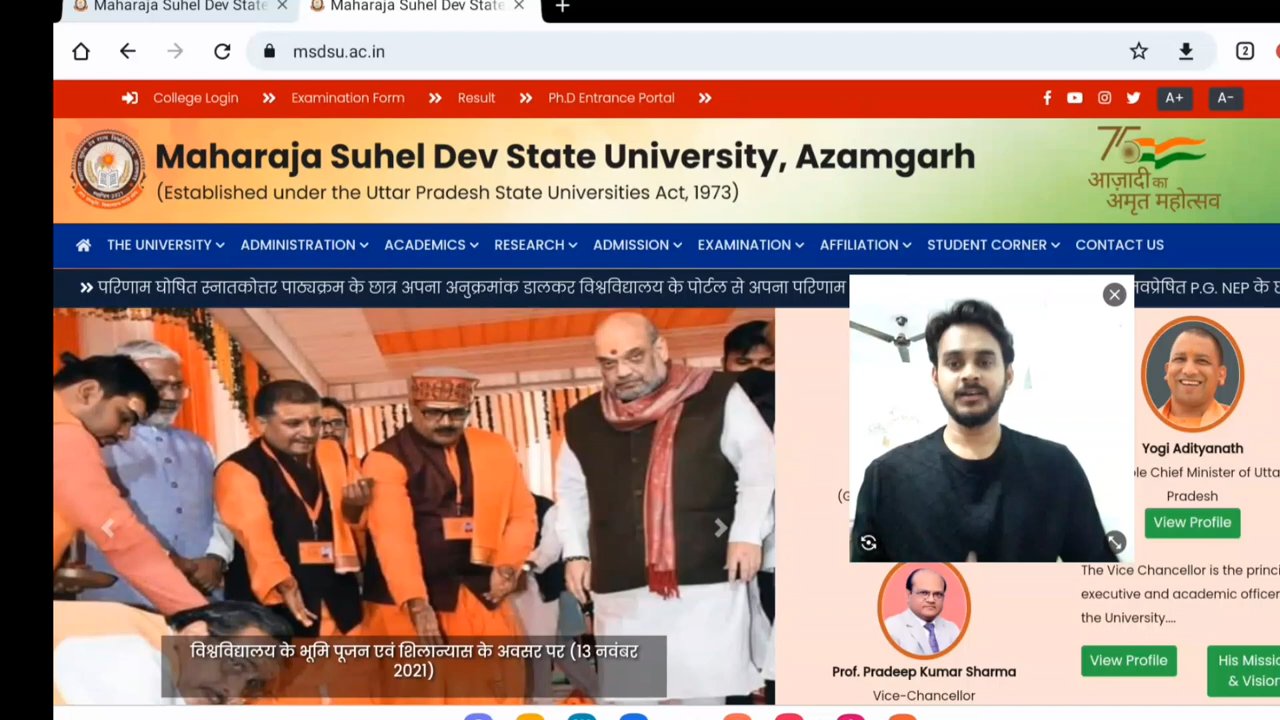 Maharaja Suhel Dev State
Maharaja Suhel Dev State
msdsu.ac.in
2
College Login
Examination Form
Result
Ph.D Entrance Portal
A+
A-
Maharaja Suhel Dev State University, Azamgarh
(Established under the Uttar Pradesh State Universities Act, 1973)
75
आज़ादी का
अमृत महोत्सव
THE UNIVERSITY
ADMINISTRATION
ACADEMICS
RESEARCH
ADMISSION
EXAMINATION
AFFILIATION
STUDENT CORNER
CONTACT US
परिणाम घोषित स्नातकोत्तर पाठ्यक्रम के छात्र अपना अनुक्रमांक डालकर विश्वविद्यालय के पोर्टल से अपना परिणाम
P.G. NEP के
विश्वविद्यालय के भूमि पूजन एवं शिलान्यास के अवसर पर (13 नवंबर
2021)
Yogi Adityanath
Chief Minister of
Pradesh
View Profile
Prof. Pradeep Kumar Sharma
Vice-Chancellor
The Vice Chancellor is the
executive and academic officer
the University....
View Profile
His
& Vision